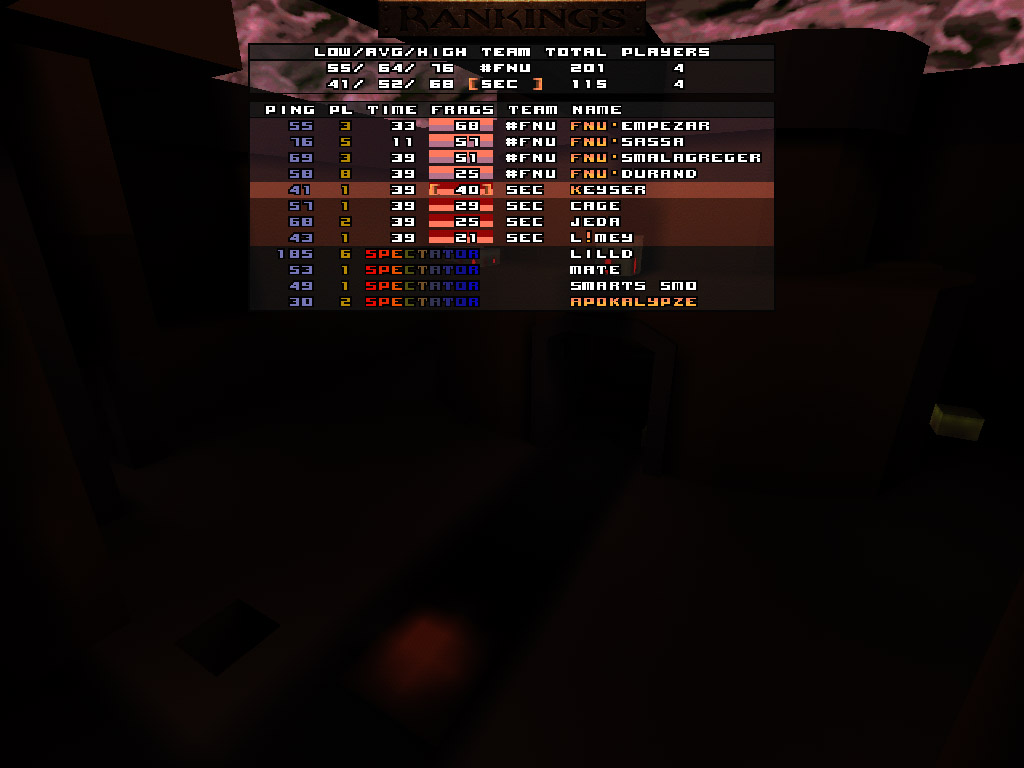 RANKINGS
LOW/AVG/HIGH TEAM TOTAL PLAYERS
55/ 64/ 76 #FNU 201 4
41/ 52/ 68 [SEC ] 115 4
PING PL TIME FRAGS TEAM NAME
55 3 33 68 #FNU FNU·EMPEZAR
76 5 11 57 #FNU FNU·SASSA
69 3 39 51 #FNU FNU·SMALAGREGER
58 8 39 25 #FNU FNU·DURAND
41 1 39 [ 40] SEC KEYSER
57 1 39 29 SEC CAGE
68 2 39 25 SEC JEDA
43 1 39 21 SEC L!MEY
185 6 SPECTATOR LILLD
53 1 SPECTATOR MATE
49 1 SPECTATOR SMARTS SMO
30 2 SPECTATOR APOKALYPZE